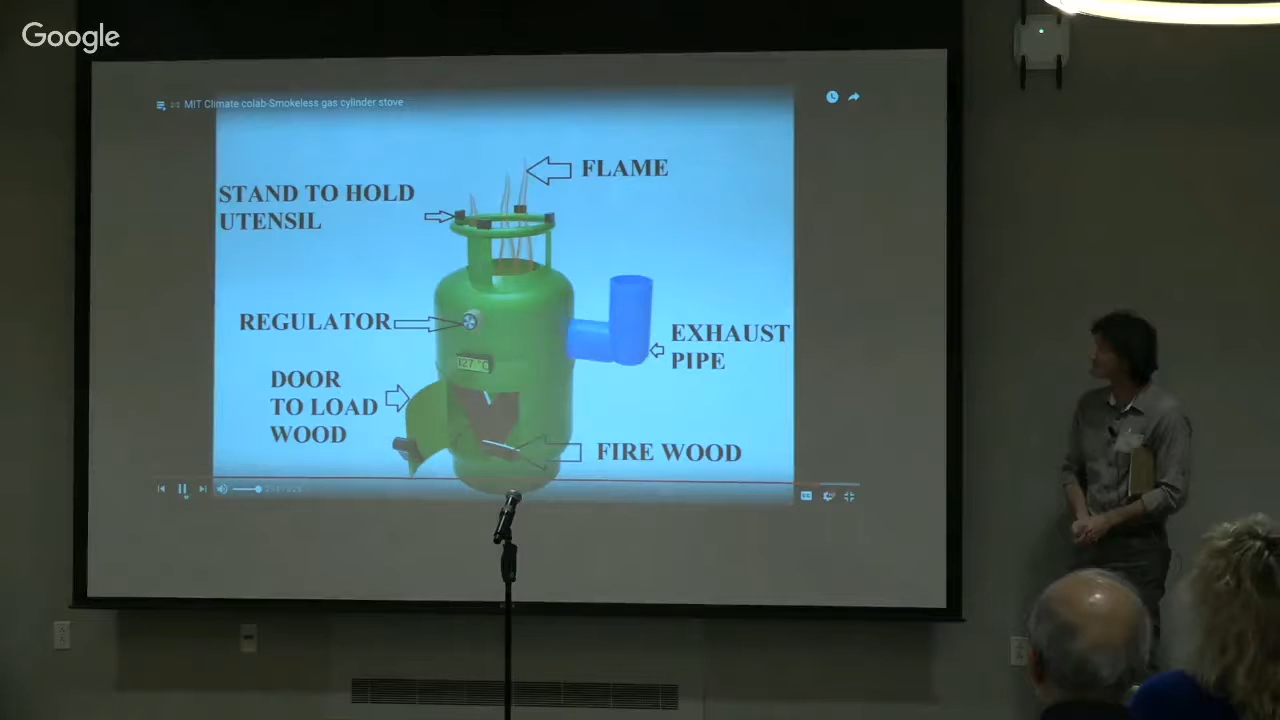 Google
MIT Climate colab-Smokeless gas cylinder stove
FLAME
STAND TO HOLD
UTENSIL
REGULATOR
EXHAUST
PIPE
DOOR
TO LOAD
WOOD
FIRE WOOD